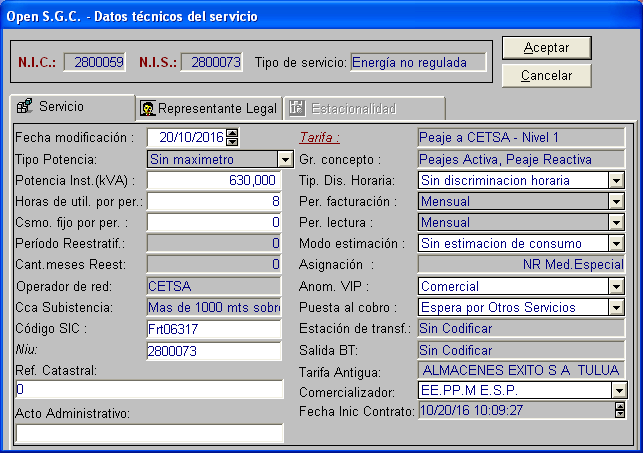 Open S.G.C. - Datos técnicos del servicio
N.I.C.: 2800059 N.I.S.: 2800073 Tipo de servicio: Energía no regulada
Aceptar
Cancelar
Servicio Representante Legal Estacionalidad
Fecha modificación : 20/10/2016
Tipo Potencia: Sin maximetro
Potencia Inst.(kVA) : 630,000
Horas de util. por per.: 8
Csmo. fijo por per. : 0
Período Reestratif.: 0
Cant.meses Reest: 0
Operador de red: CETSA
Cca Subistencia: Mas de 1000 mts sobre
Código SIC : Frt06317
Niu: 2800073
Ref. Catastral:
0
Acto Administrativo:
Tarifa : Peaje a CETSA - Nivel 1
Gr. concepto : Peajes Activa, Peaje Reactiva
Tip. Dis. Horaria: Sin discriminacion horaria
Per. facturación : Mensual
Per. lectura : Mensual
Modo estimación : Sin estimacion de consumo
Asignación : NR Med.Especial
Anom. VIP : Comercial
Puesta al cobro : Espera por Otros Servicios
Estación de transf.: Sin Codificar
Salida BT: Sin Codificar
Tarifa Antigua: ALMACENES EXITO S A TULUA
Comercializador: EE.PP.M E.S.P.
Fecha Inic Contrato: 10/20/16 10:09:27